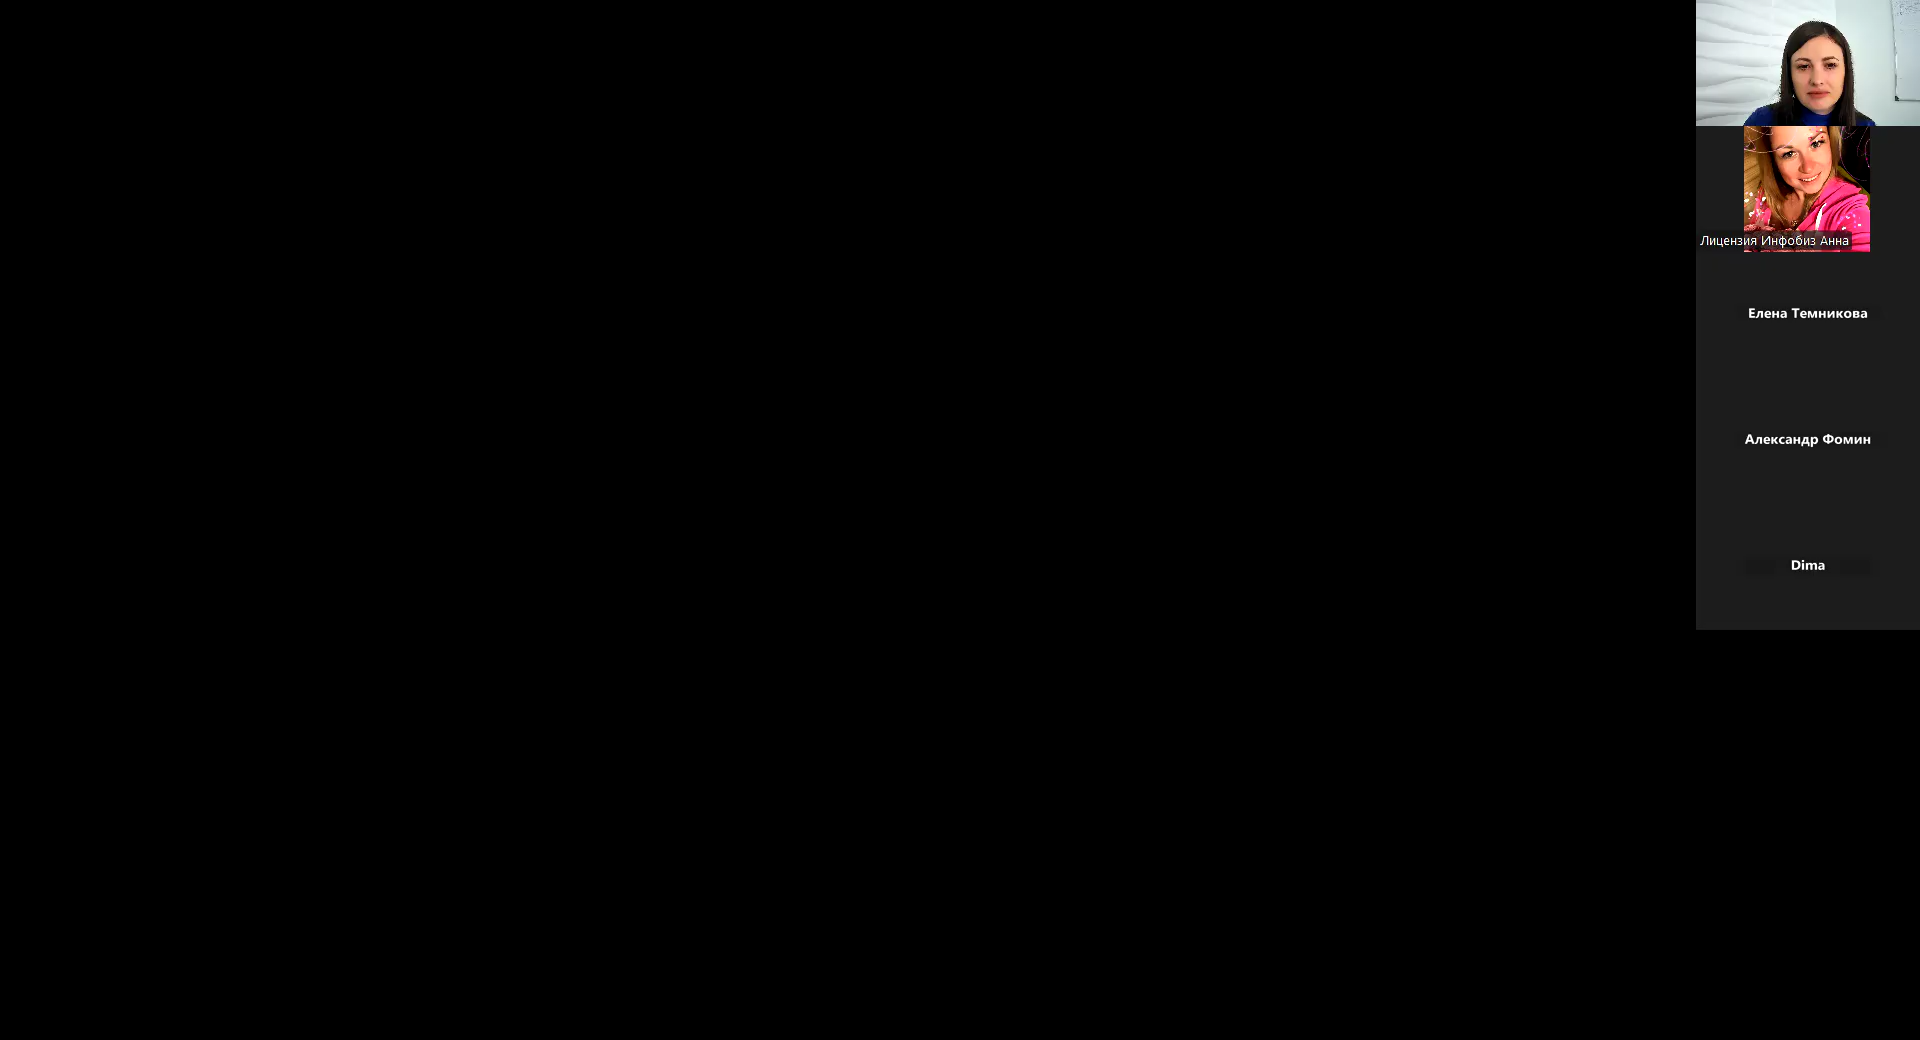 Лицензия Инфобиз Анна
Елена Темникова
Александр Фомин
Dima